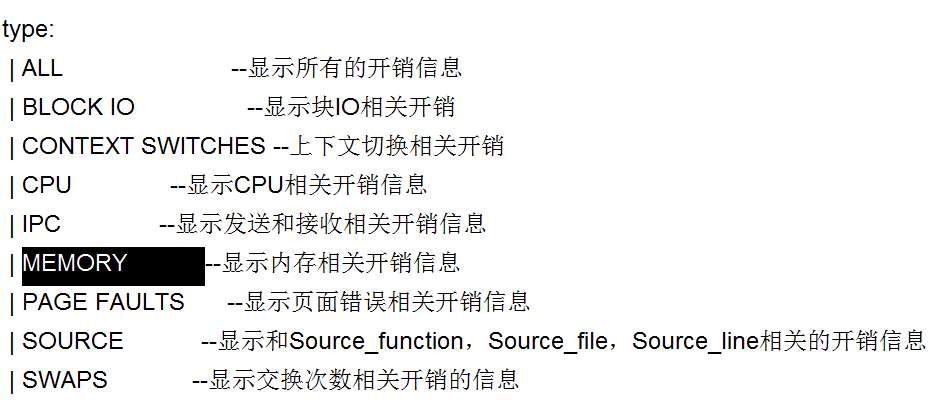 type:
| ALL --显示所有的开销信息
| BLOCK IO --显示块IO相关开销
| CONTEXT SWITCHES --上下文切换相关开销
| CPU --显示CPU相关开销信息
| IPC --显示发送和接收相关开销信息
| MEMORY --显示内存相关开销信息
| PAGE FAULTS --显示页面错误相关开销信息
| SOURCE --显示和Source_function，Source_file，Source_line相关的开销信息
| SWAPS --显示交换次数相关开销的信息